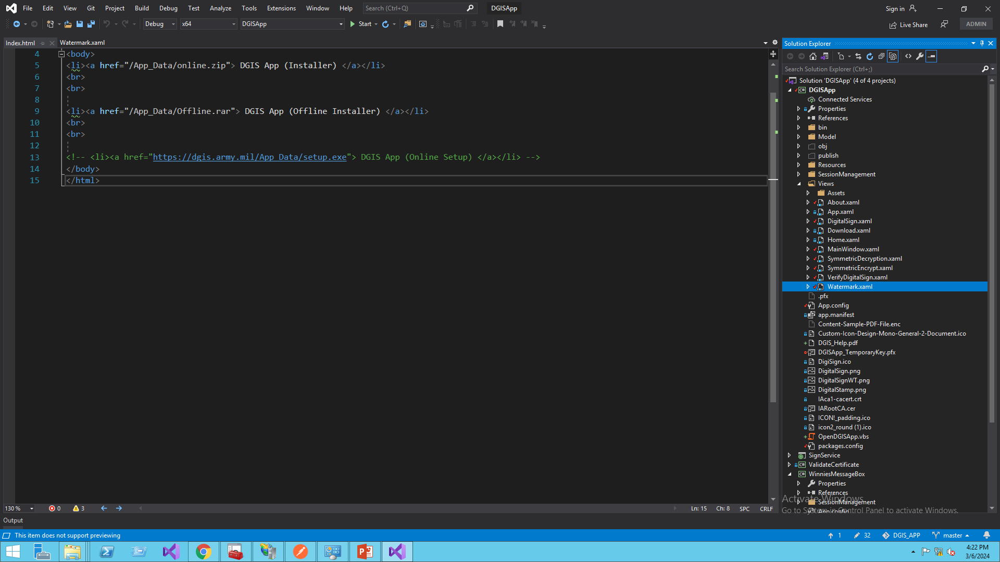 File Edit View Git Project Build Debug Test Analyze Tools Extensions Window Help Search (Ctrl+Q) DGISApp Sign in
Debug x64 DGISApp Start Live Share ADMIN
Index.html Watermark.xaml
4 <body>
5 <li><a href="/App_Data/online.zip"> DGIS App (Installer) </a></li>
6 <br>
7 <br>
8
9 <li><a href="/App_Data/Offline.rar"> DGIS App (Offline Installer) </a></li>
10 <br>
11 <br>
12
13 <!-- <li><a href="https://dgis.army.mil/App_Data/setup.exe"> DGIS App (Online Setup) </a></li> -->
14 </body>
15 </html>
130 % 0 3 Ln: 15 Ch: 8 SPC CRLF
Output
Solution Explorer
Search Solution Explorer (Ctrl+;)
Solution 'DGISApp' (4 of 4 projects)
DGISApp
Connected Services
Properties
References
bin
Model
obj
publish
Resources
SessionManagement
Views
Assets
About.xaml
App.xaml
DigitalSign.xaml
Download.xaml
Home.xaml
MainWindow.xaml
SymmetricDecryption.xaml
SymmetricEncrypt.xaml
VerifyDigitalSign.xaml
Watermark.xaml
.pfx
App.config
app.manifest
Content-Sample-PDF-File.enc
Custom-Icon-Design-Mono-General-2-Document.ico
DGIS_Help.pdf
DGISApp_TemporaryKey.pfx
DigiSign.ico
DigitalSign.png
DigitalSignWT.png
DigitalStamp.png
IAca1-cacert.crt
IARootCA.cer
ICON!_padding.ico
icon2_round (1).ico
OpenDGISApp.vbs
packages.config
SignService
ValidateCertificate
WinniesMessageBox
Properties
References
SessionManagement
App.config
Activate Windows
Go to System in Control Panel to activate Windows.
This item does not support previewing 1 32 DGIS_APP master
4:22 PM
3/6/2024